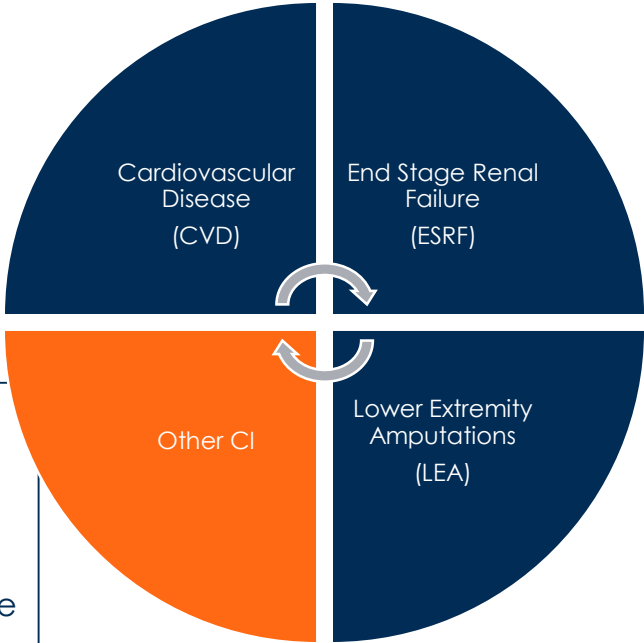 Cardiovascular
Disease
(CVD)
End Stage Renal
Failure
(ESRF)
Other CI
Lower Extremity
Amputations
(LEA)
e